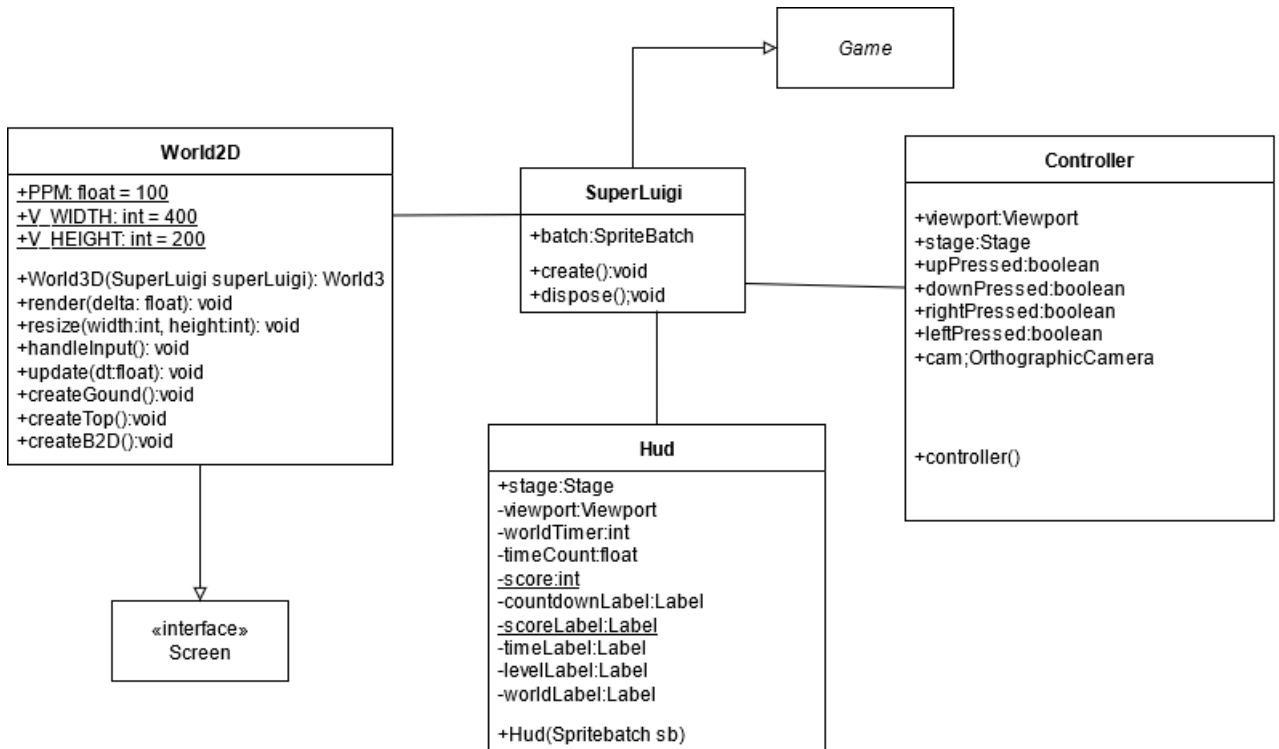 Game
World2D
+PPM: float = 100
+V_WIDTH: int = 400
+V_HEIGHT: int = 200
+World3D(SuperLuigi superLuigi): World3
+render(delta: float): void
+resize(width:int, height:int): void
+handleInput(): void
+update(dt:float): void
+createGound():void
+createTop():void
+createB2D():void
SuperLuigi
+batch:SpriteBatch
+create():void
+dispose();void
Controller
+viewport:Viewport
+stage:Stage
+upPressed:boolean
+downPressed:boolean
+rightPressed:boolean
+leftPressed:boolean
+cam;OrthographicCamera
+controller()
«interface»
Screen
Hud
+stage:Stage
-viewport:Viewport
-worldTimer:int
-timeCount:float
-score:int
-countdownLabel:Label
-scoreLabel:Label
-timeLabel:Label
-levelLabel:Label
-worldLabel:Label
+Hud(Spritebatch sb)